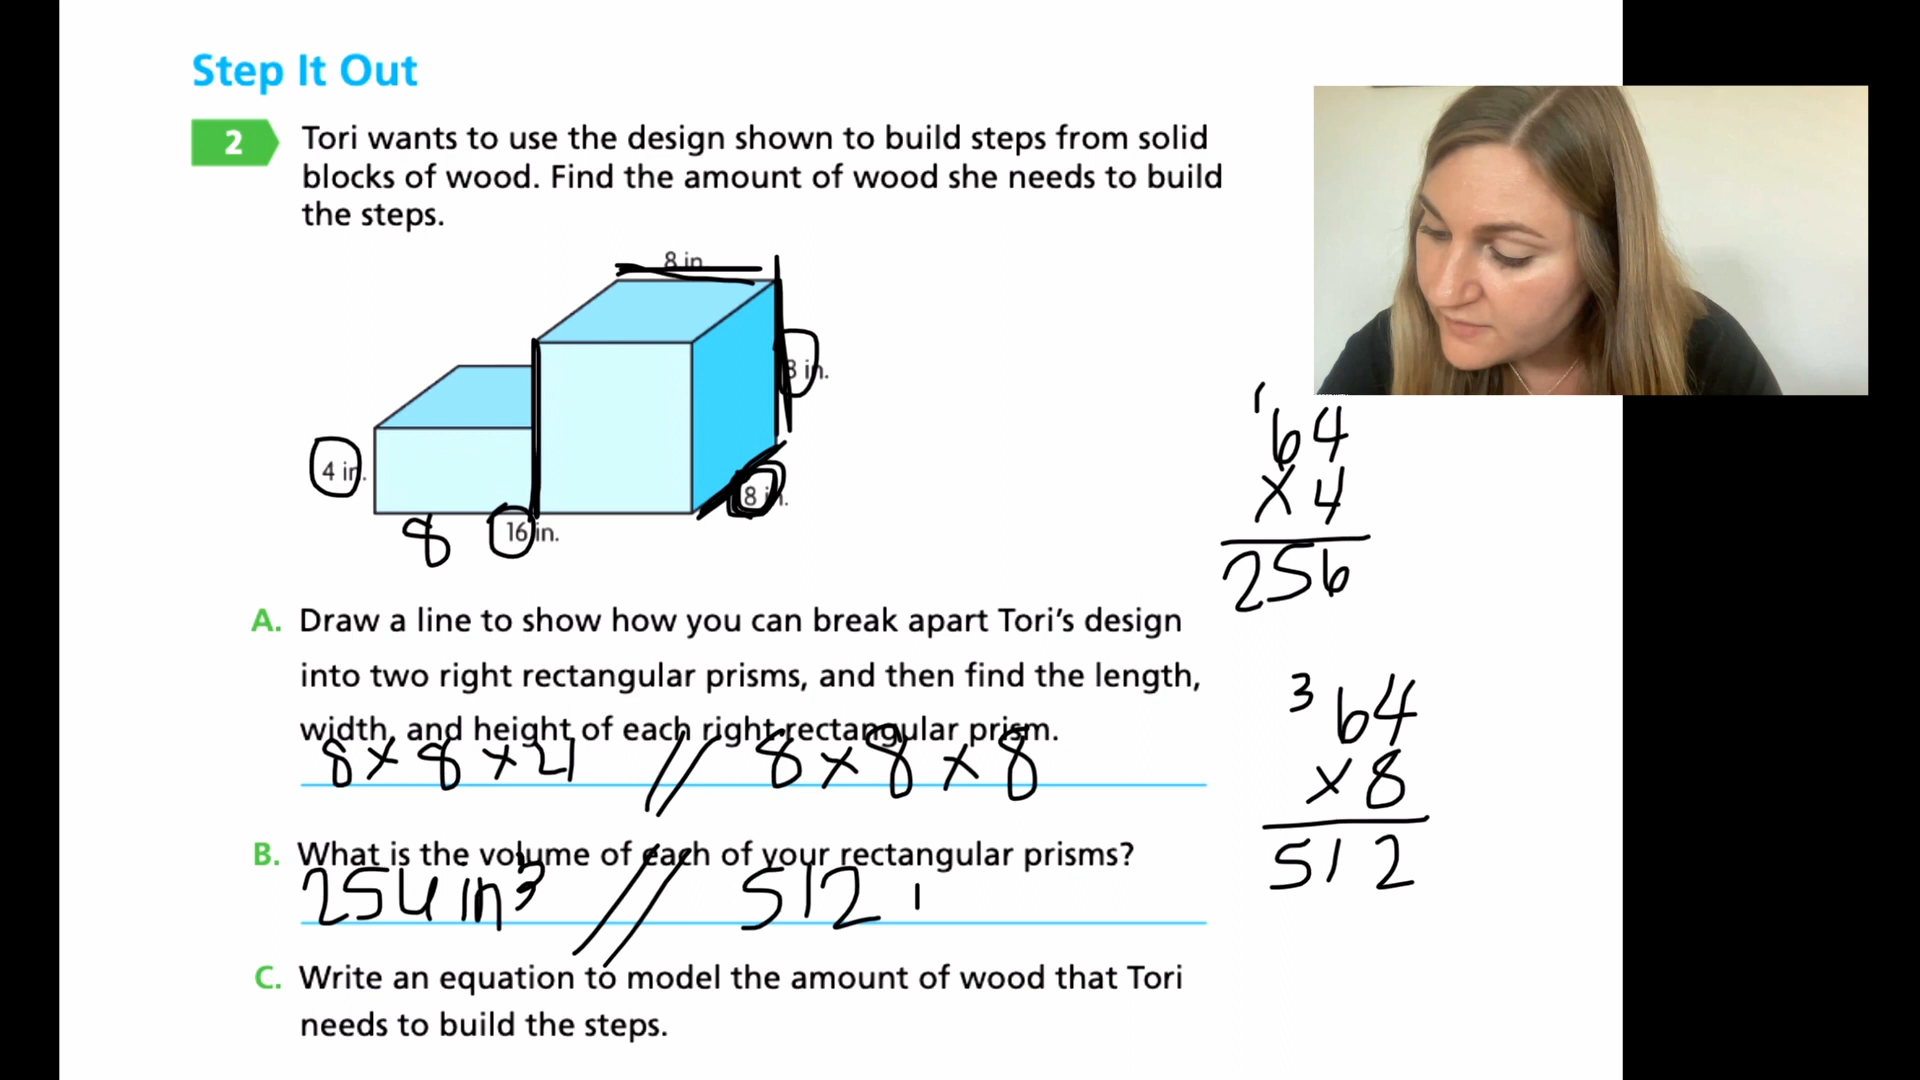 Step It Out
2 Tori wants to use the design shown to build steps from solid
blocks of wood. Find the amount of wood she needs to build
the steps.
8 in.
8 in.
4 in.
8 in.
16 in.
8
A. Draw a line to show how you can break apart Tori's design
into two right rectangular prisms, and then find the length,
width, and height of each right rectangular prism.
8 x 8 x 4 // 8 x 8 x 8
B. What is the volume of each of your rectangular prisms?
256 in³ // 512
C. Write an equation to model the amount of wood that Tori
needs to build the steps.
1
64
x 4
256
3
64
x 8
512